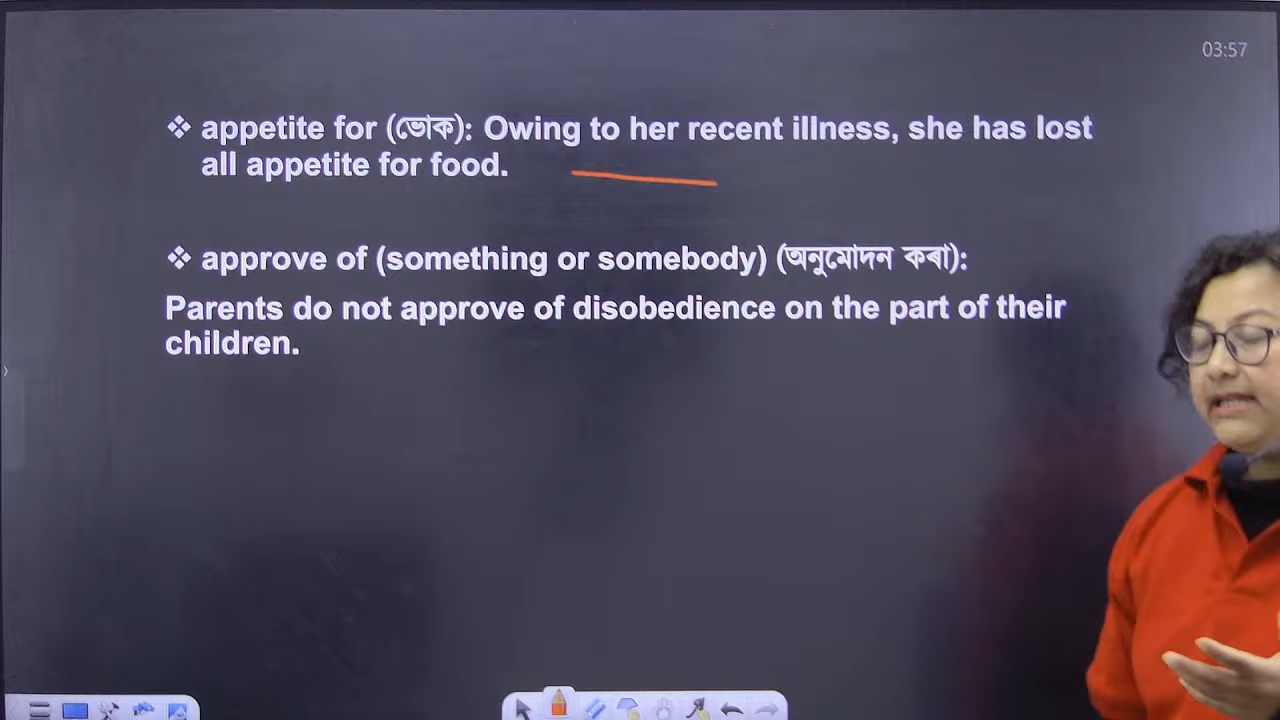 03:57
❖ appetite for (ভোক): Owing to her recent illness, she has lost
all appetite for food.
❖ approve of (something or somebody) (অনুমোদন কৰা):
Parents do not approve of disobedience on the part of their
children.